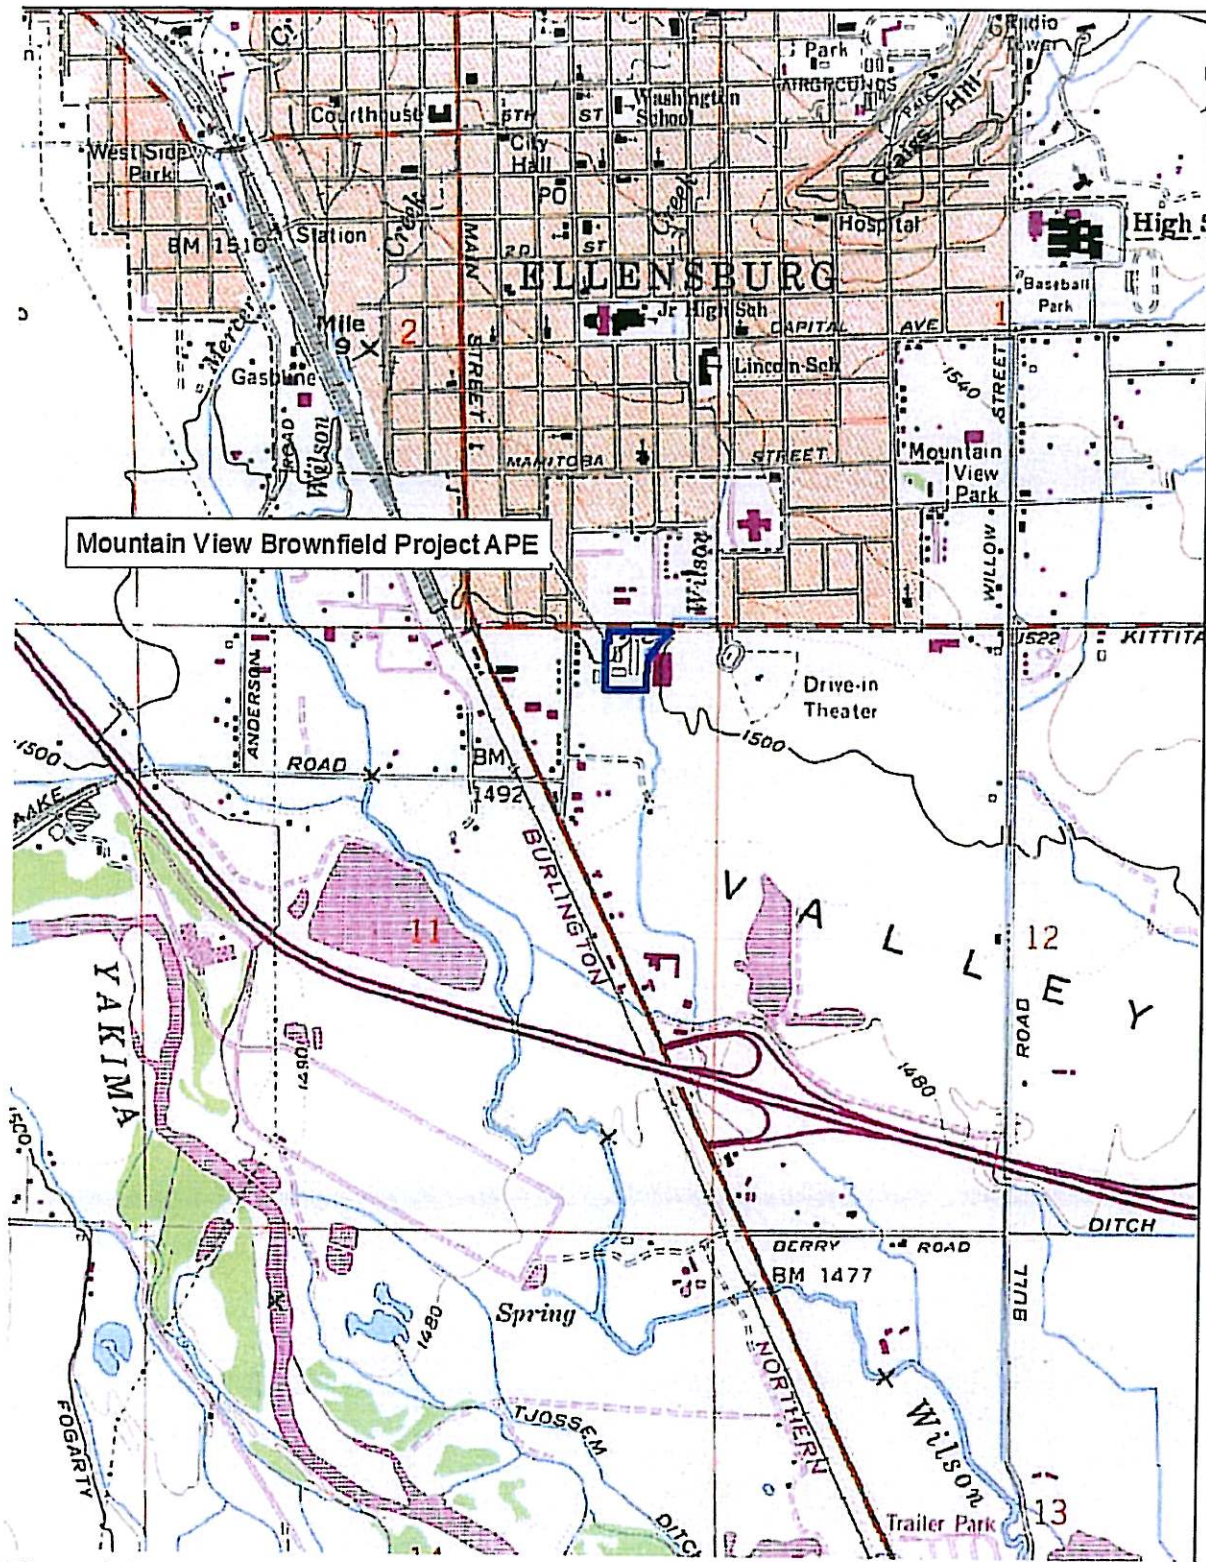 Radio
Tower
Park
FAIRGROUNDS
Craigs Hill
Courthouse
5TH ST
Washington
School
City
Hall
West Side
Park
PO
Creek
Creek
Hospital
High S
BM 1510
Station
MAIN STREET
2D ST
ELLENSBURG
Baseball
Park
Jr High Sch
CAPITAL AVE
1
Mile
9
2
Mercer
Gasoline
Lincoln Sch
1540
STREET
ROAD
Wilson
MANITOBA STREET
Mountain
View
Park
Mountain View Brownfield Project APE
Wilson
WILLOW
1522
KITTITA
ANDERSON
Drive-in
Theater
1500
1500
ROAD
BM
1492
BURLINGTON
VALLEY
11
12
YAKIMA
ROAD
1480
1480
DITCH
BERRY ROAD
BM 1477
BULL
Spring
1480
NORTHERN
FOGARTY
TJOSSEM
DITCH
Wilson
13
Trailer Park